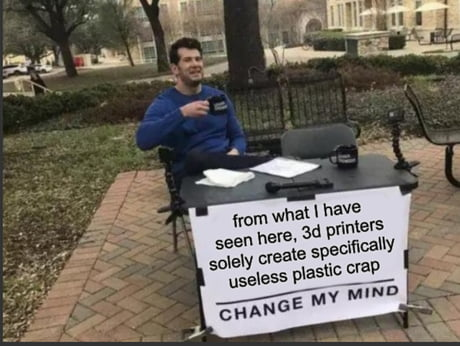 from what I have
seen here, 3d printers
solely create specifically
useless plastic crap
CHANGE MY MIND